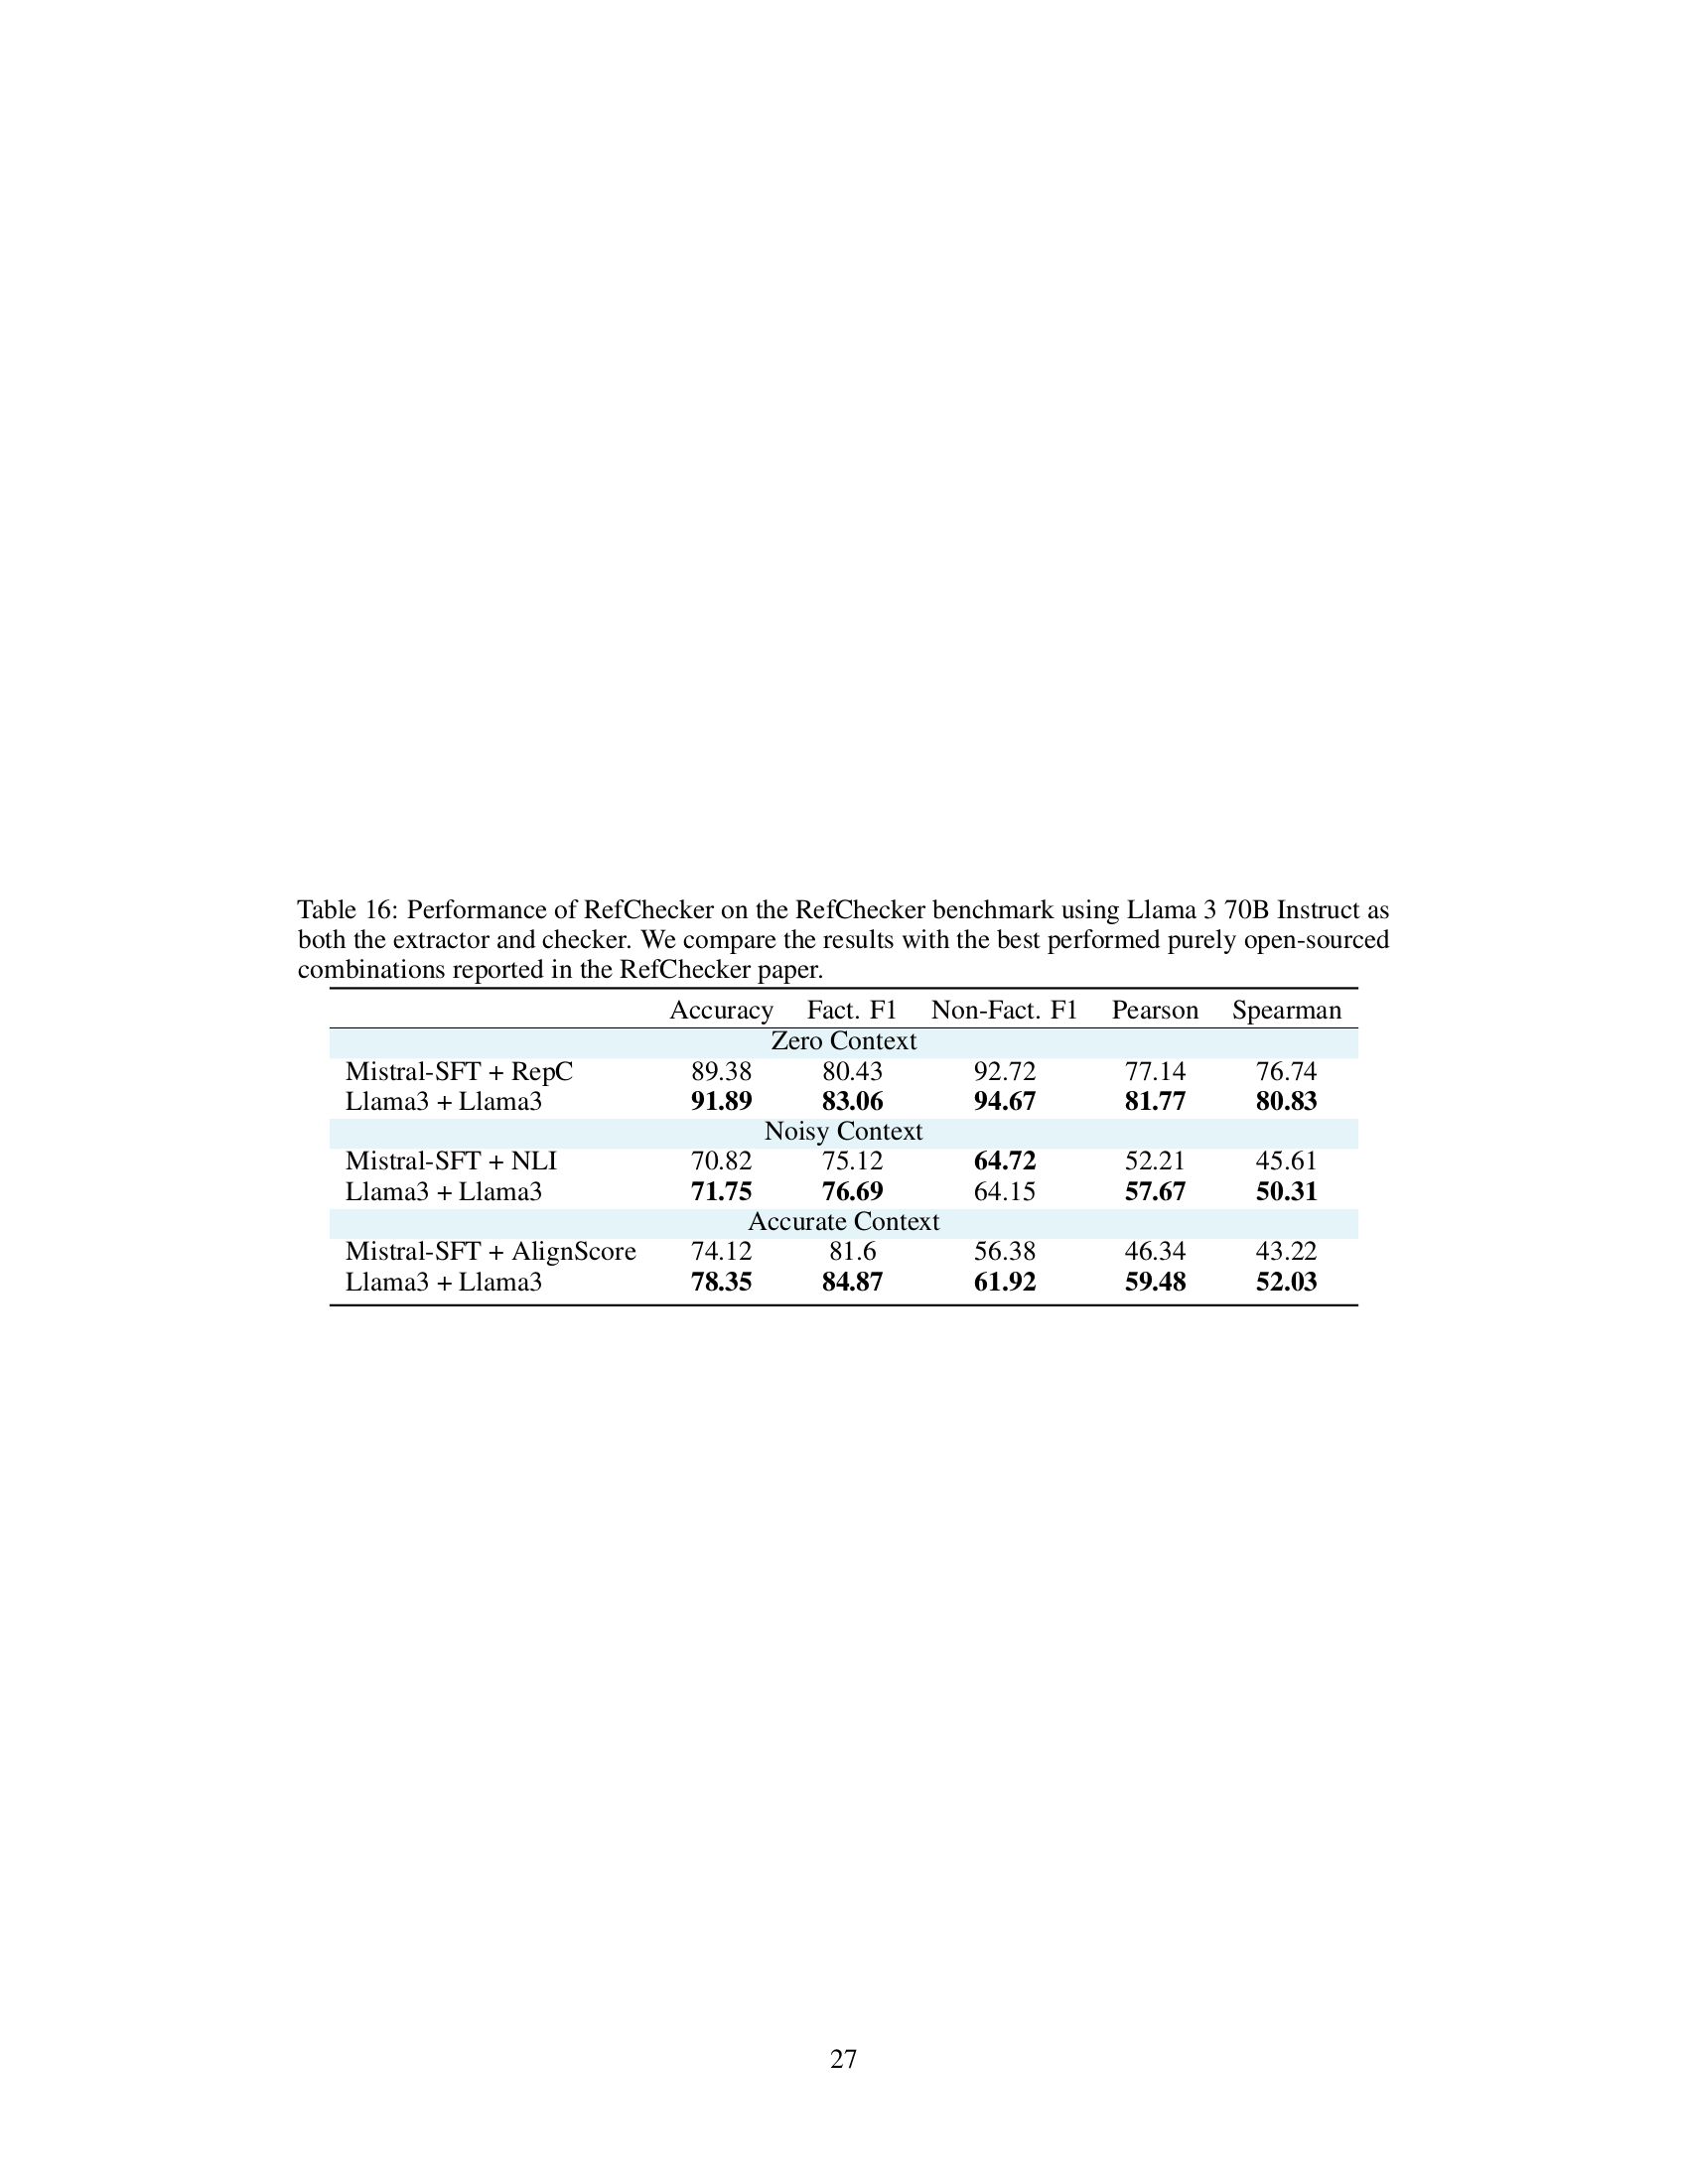 Table 16: Performance of RefChecker on the RefChecker benchmark using Llama 3 70B Instruct as
both the extractor and checker. We compare the results with the best performed purely open-sourced
combinations reported in the RefChecker paper.
Accuracy Fact. F1 Non-Fact. F1 Pearson Spearman
Zero Context
Mistral-SFT + RepC 89.38 80.43 92.72 77.14 76.74
Llama3 + Llama3 91.89 83.06 94.67 81.77 80.83
Noisy Context
Mistral-SFT + NLI 70.82 75.12 64.72 52.21 45.61
Llama3 + Llama3 71.75 76.69 64.15 57.67 50.31
Accurate Context
Mistral-SFT + AlignScore 74.12 81.6 56.38 46.34 43.22
Llama3 + Llama3 78.35 84.87 61.92 59.48 52.03
27